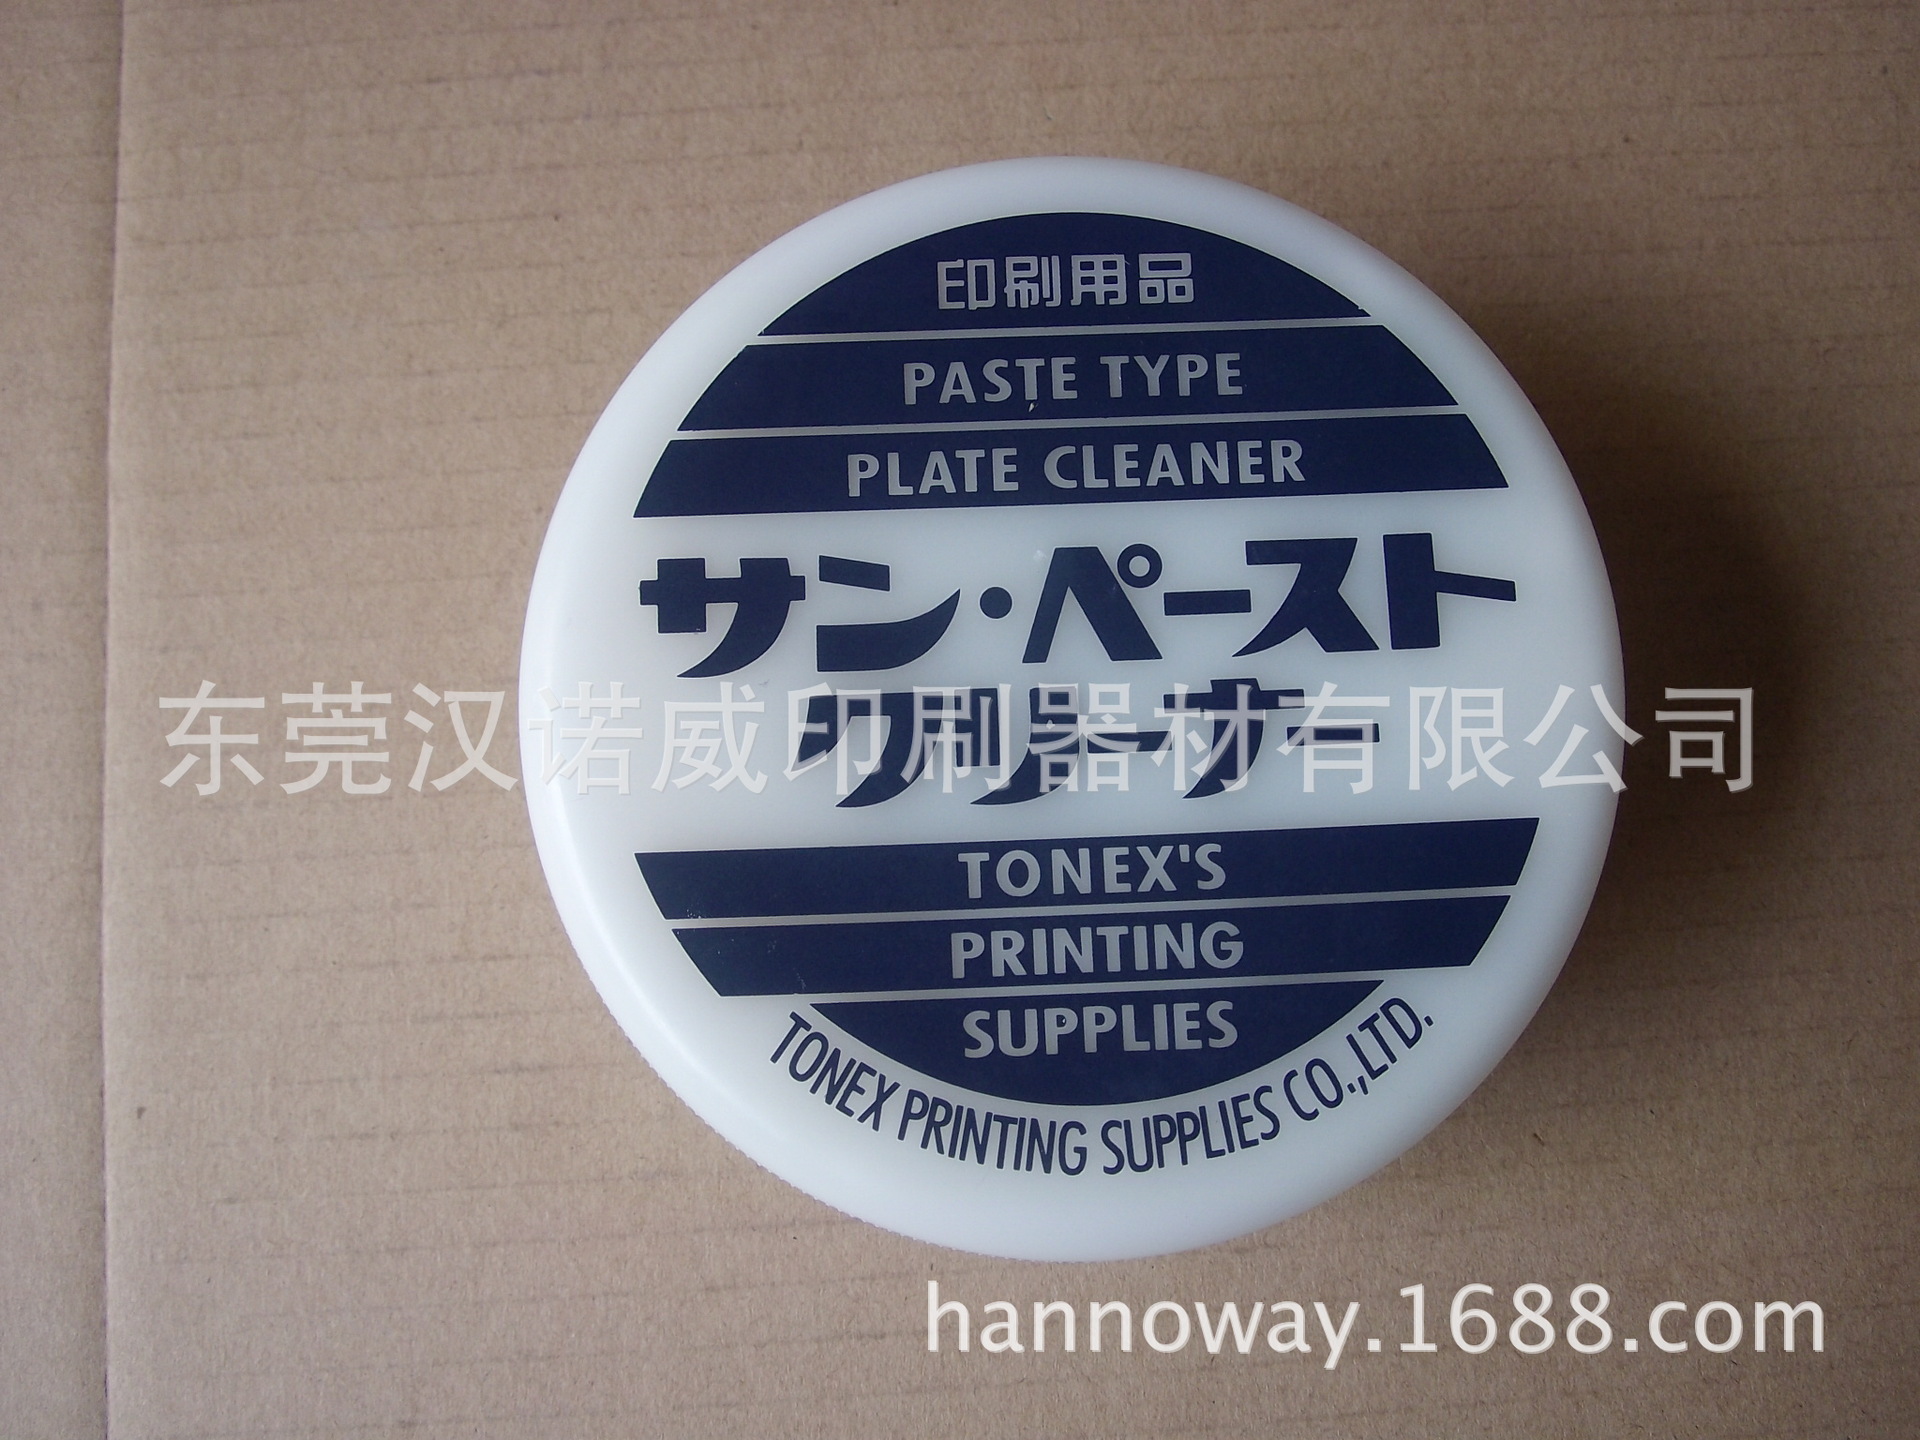 印刷用品
PASTE TYPE
PLATE CLEANER
サン・ペースト
クリーナー
东莞汉诺威印刷器材有限公司
TONEX'S
PRINTING
SUPPLIES
TONEX PRINTING SUPPLIES CO.,LTD.
hannoway.1688.com